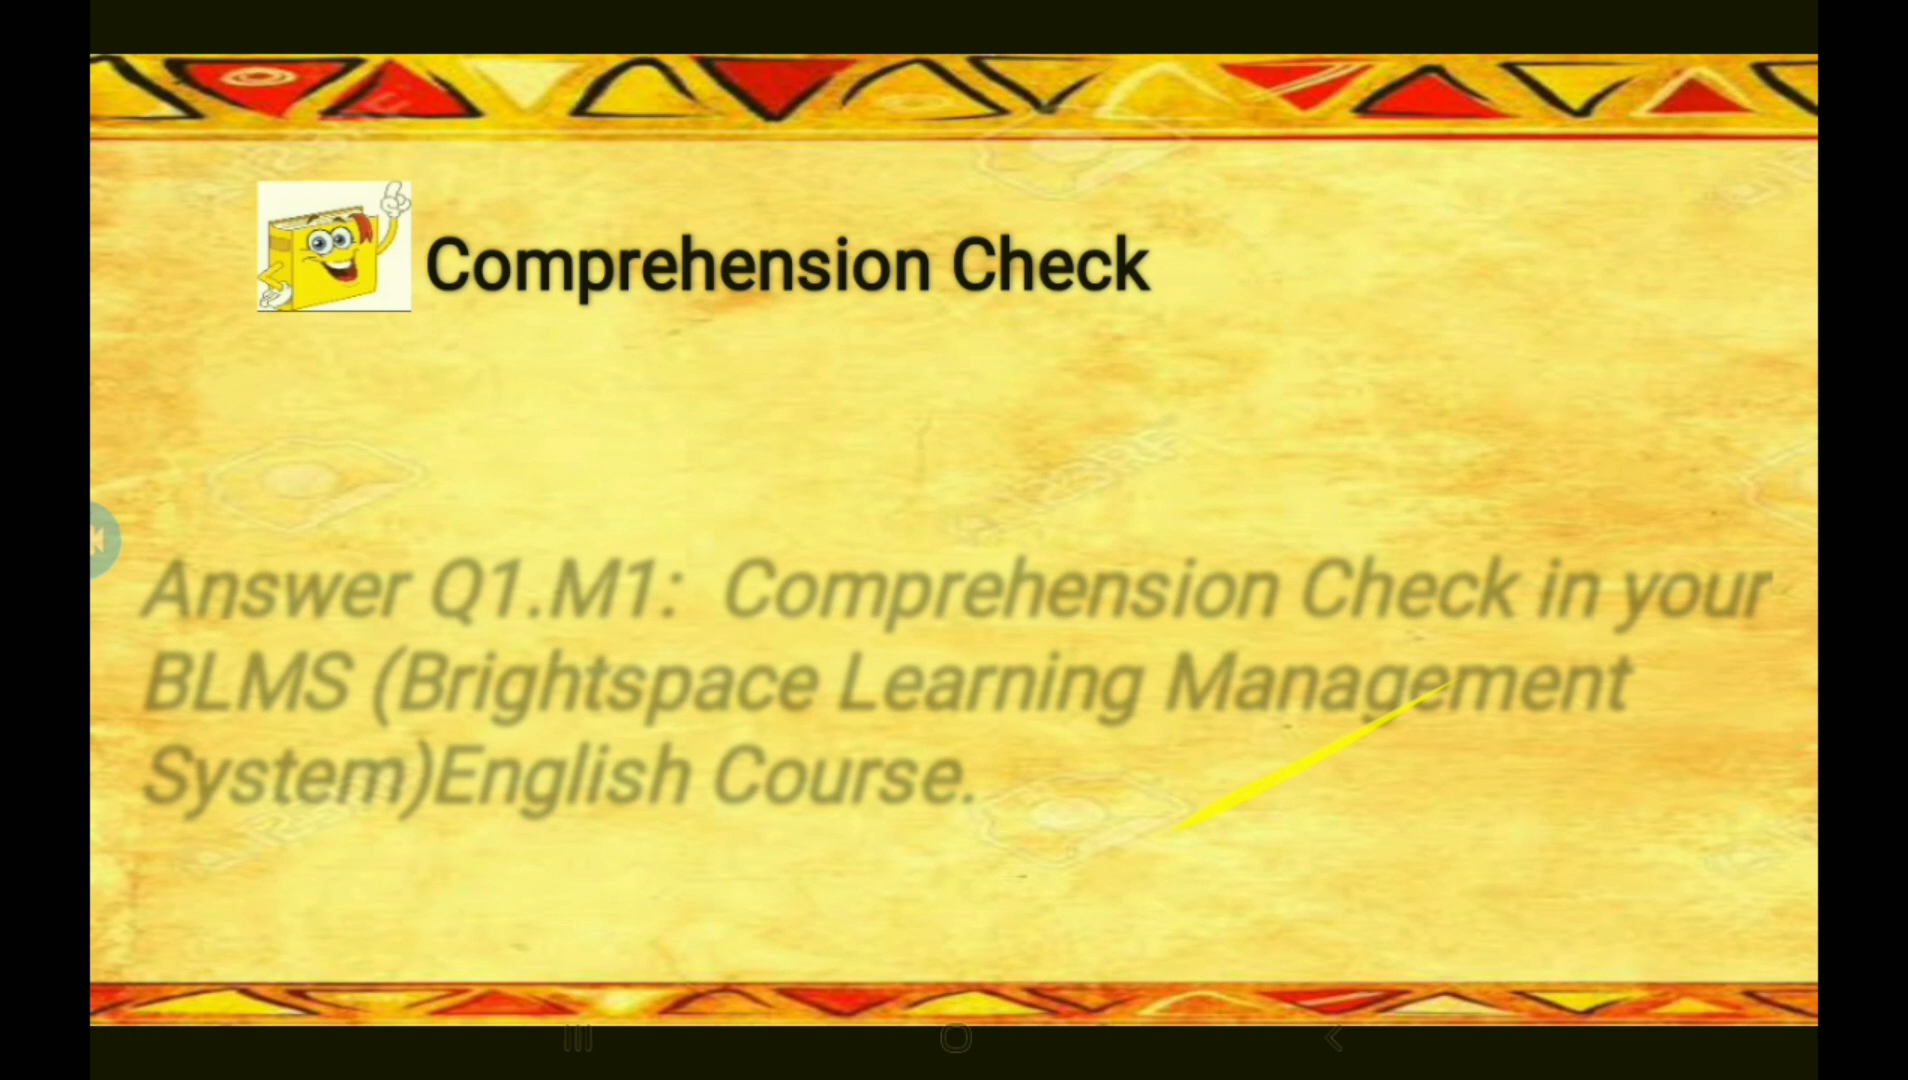 Comprehension Check
Answer Q1.M1: Comprehension Check in your
BLMS (Brightspace Learning Management
System)English Course.